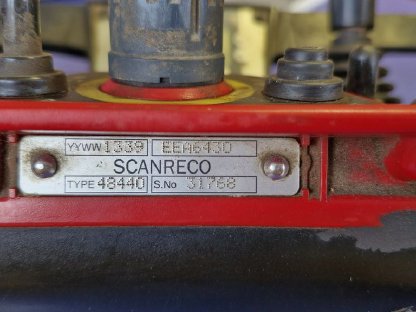 YYWW 1339 EEA6430
SCANRECO
TYPE 48440 S.No 31768